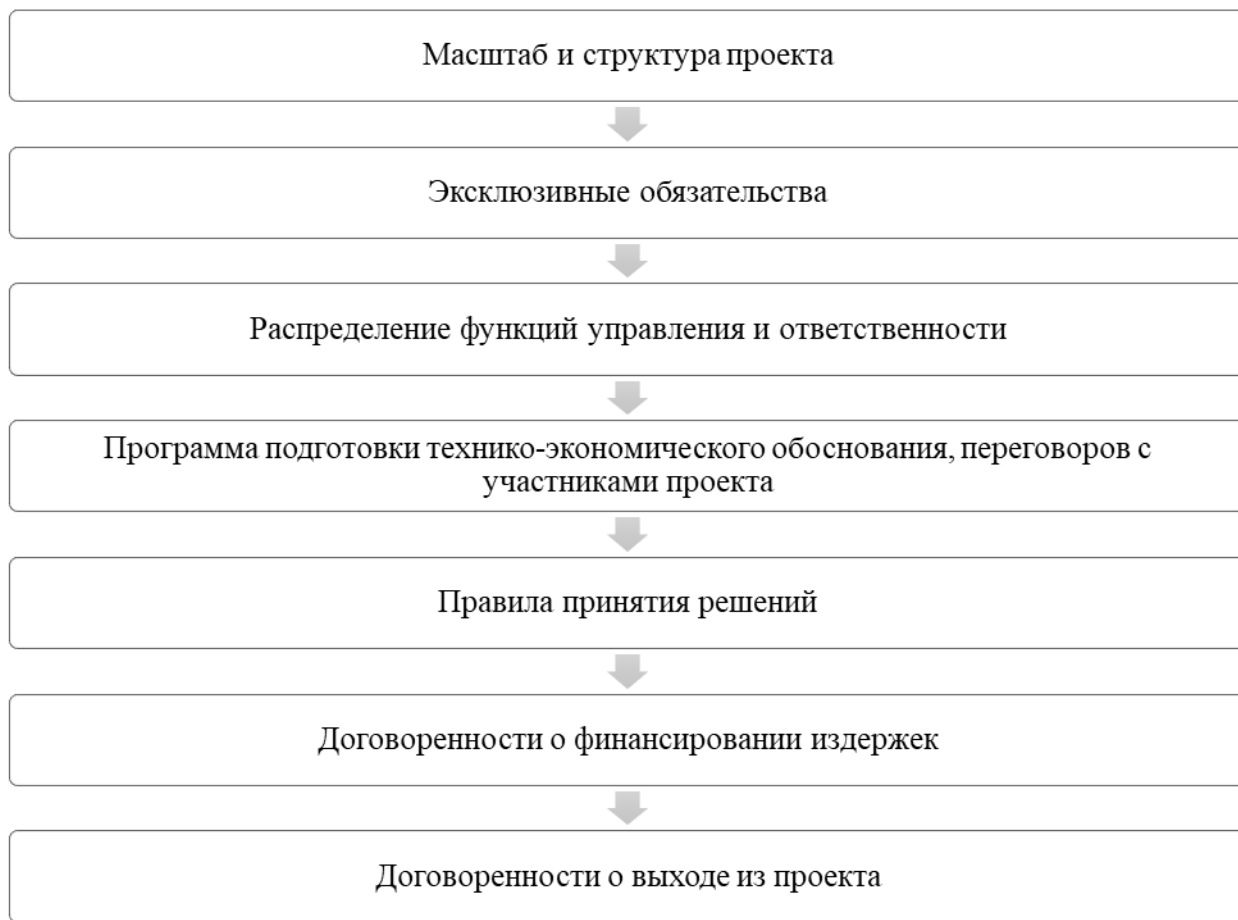 Масштаб и структура проекта
Эксклюзивные обязательства
Распределение функций управления и ответственности
Программа подготовки технико-экономического обоснования, переговоров с
участниками проекта
Правила принятия решений
Договоренности о финансировании издержек
Договоренности о выходе из проекта